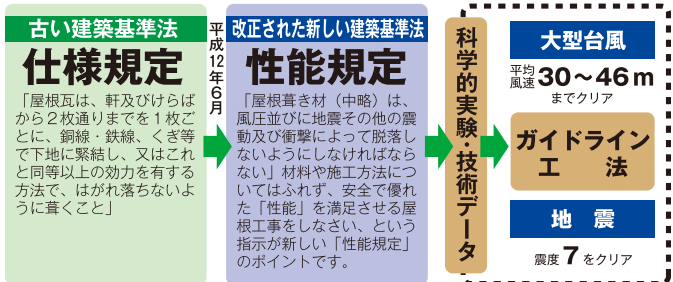 古い建築基準法
仕様規定
「屋根瓦は、軒及びけらば
から２枚通りまでを１枚ご
とに、銅線・鉄線、くぎ等
で下地に緊結し、又はこれ
と同等以上の効力を有する
方法で、はがれ落ちないよ
うに葺くこと」
平成12年６月
改正された新しい建築基準法
性能規定
「屋根葺き材（中略）は、
風圧並びに地震その他の震
動及び衝撃によって脱落し
ないようにしなければなら
ない」材料や施工方法につ
いてはふれず、安全で優れ
た「性能」を満足させる屋
根工事をしなさい、という
指示が新しい「性能規定」
のポイントです。
科学的実験・技術データ
大型台風
平均
風速 30〜46ｍ
までクリア
ガイドライン
工　法
地　震
震度 7 をクリア